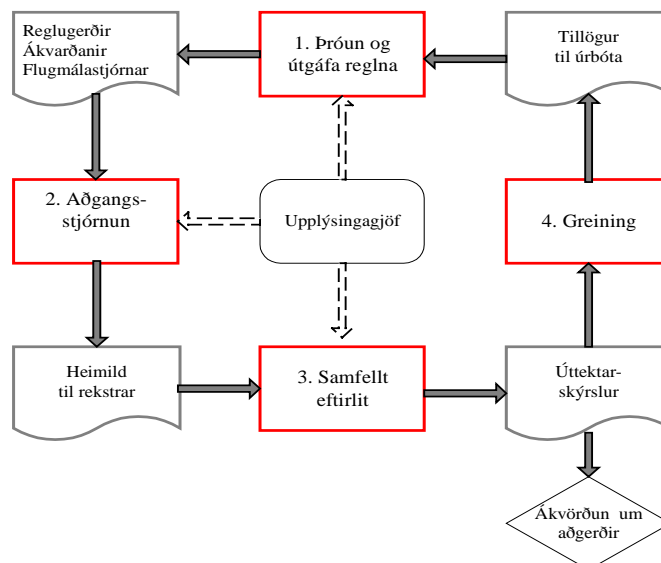 Reglugerðir
Ákvarðanir
Flugmálastjórnar
1. Þróun og
útgáfa reglna
Tillögur
til úrbóta
2. Aðgangs-
stjórnun
Upplýsingagjöf
4. Greining
Heimild
til rekstrar
3. Samfellt
eftirlit
Úttektar-
skýrslur
Ákvörðun um
aðgerðir